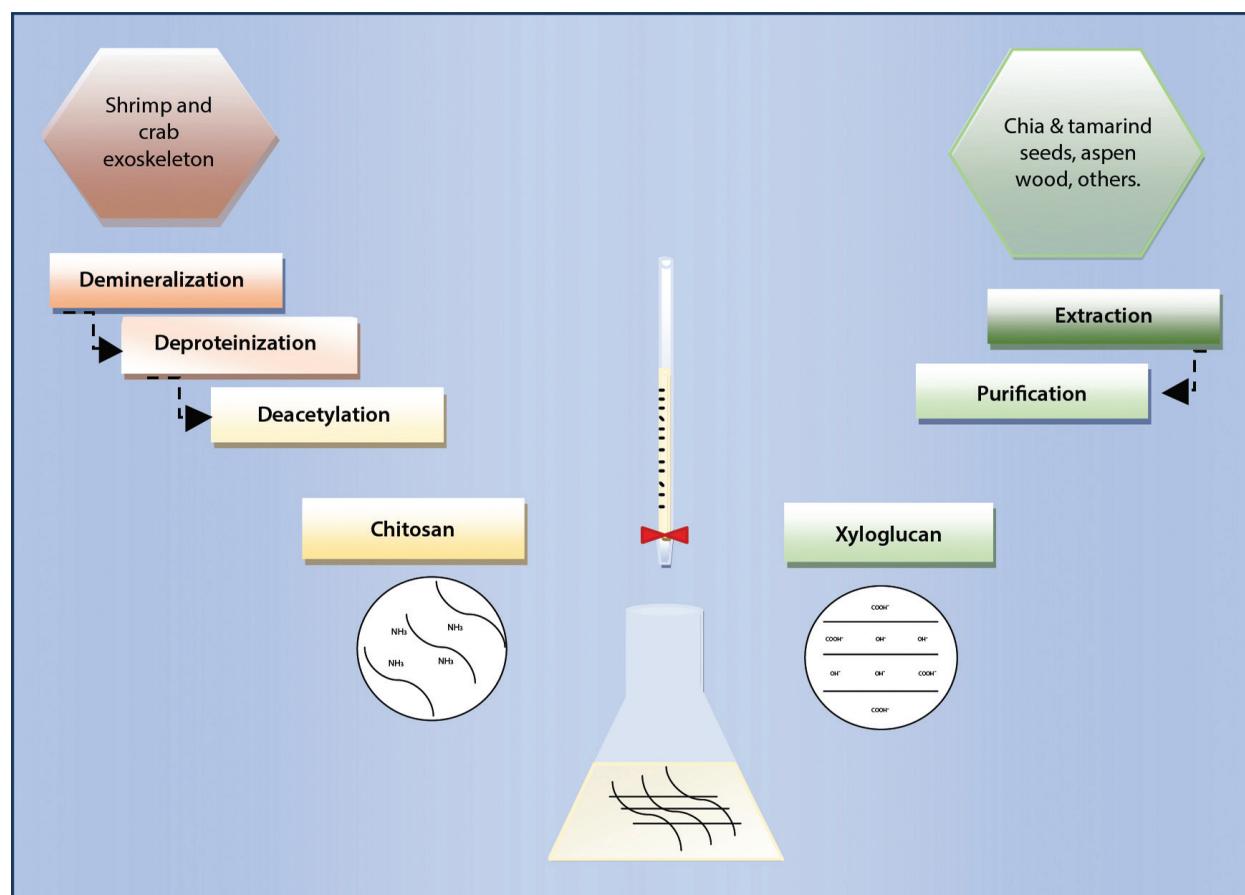 Shrimp and
crab
exoskeleton
Demineralization
Deproteinization
Deacetylation
Chitosan
NH₃
NH₃
NH₃
NH₃
Chia & tamarind
seeds, aspen
wood, others.
Extraction
Purification
Xyloglucan
COOH⁺
COOH⁺ OH⁺ OH⁺
OH⁺ OH⁺ COOH⁺
COOH⁺